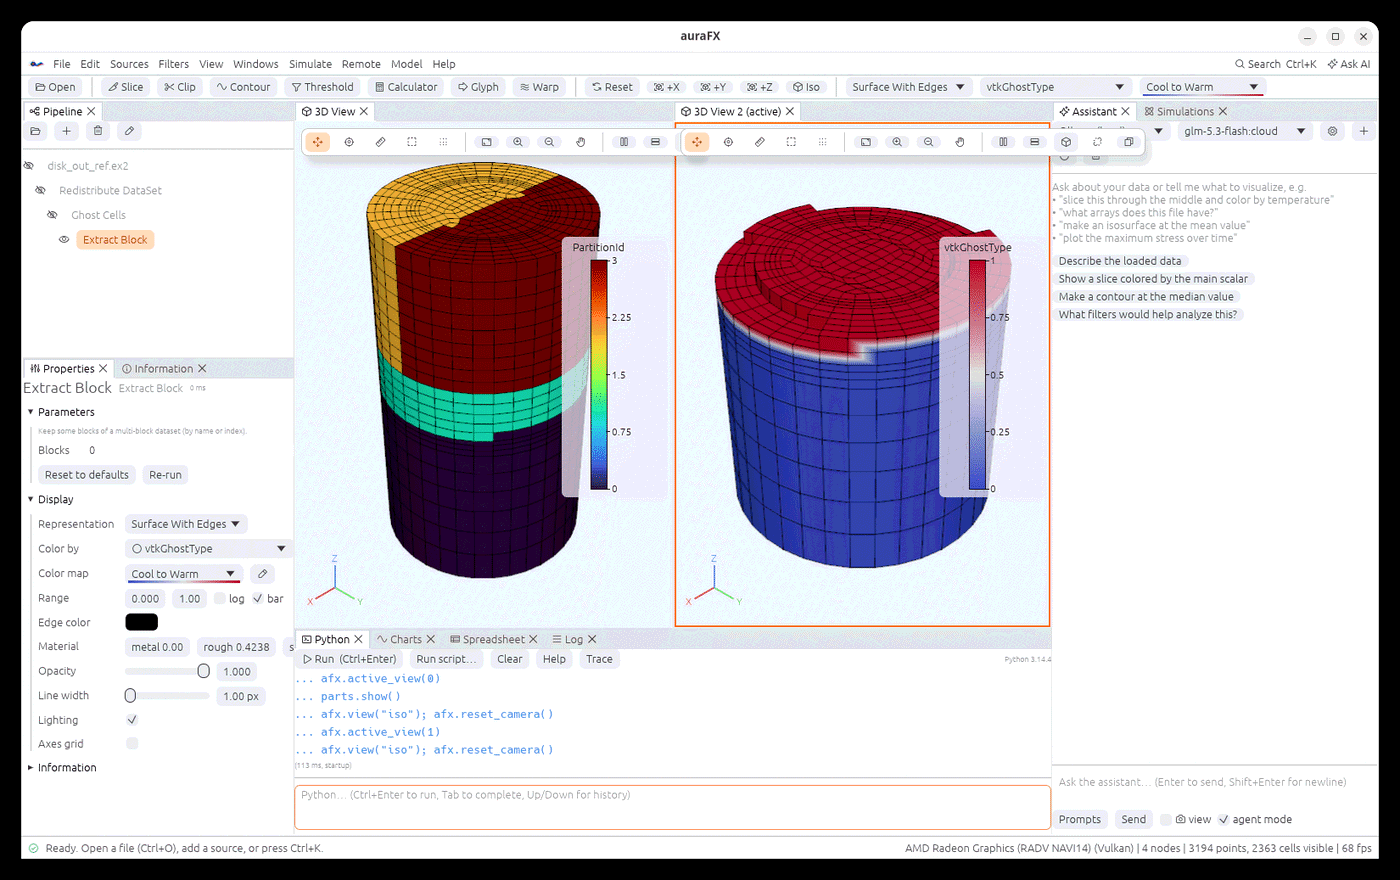 auraFX
File Edit Sources Filters View Windows Simulate Remote Model Help
Search Ctrl+K Ask AI
Open Slice Clip Contour Threshold Calculator Glyph Warp Reset +X +Y +Z Iso Surface With Edges vtkGhostType Cool to Warm
Pipeline
disk_out_ref.ex2
Redistribute DataSet
Ghost Cells
Extract Block
Properties Information
Extract Block Extract Block 0 ms
Parameters
Keep some blocks of a multi-block dataset (by name or index).
Blocks 0
Reset to defaults Re-run
Display
Representation Surface With Edges
Color by vtkGhostType
Color map Cool to Warm
Range 0.000 1.00 log bar
Edge color
Material metal 0.00 rough 0.4238 s
Opacity 1.000
Line width 1.00 px
Lighting
Axes grid
Information
3D View
PartitionId
3
2.25
1.5
0.75
0
Z
X Y
3D View 2 (active)
vtkGhostType
1
0.75
0.5
0.25
0
Z
X Y
Python Charts Spreadsheet Log
Run (Ctrl+Enter) Run script... Clear Help Trace
Python 3.14.4
... afx.active_view(0)
... parts.show()
... afx.view("iso"); afx.reset_camera()
... afx.active_view(1)
... afx.view("iso"); afx.reset_camera()
(113 ms, startup)
Python... (Ctrl+Enter to run, Tab to complete, Up/Down for history)
Assistant Simulations
glm-5.3-flash:cloud
Ask about your data or tell me what to visualize, e.g.
• "slice this through the middle and color by temperature"
• "what arrays does this file have?"
• "make an isosurface at the mean value"
• "plot the maximum stress over time"
Describe the loaded data
Show a slice colored by the main scalar
Make a contour at the median value
What filters would help analyze this?
Ask the assistant... (Enter to send, Shift+Enter for newline)
Prompts Send view agent mode
Ready. Open a file (Ctrl+O), add a source, or press Ctrl+K.
AMD Radeon Graphics (RADV NAVI14) (Vulkan) | 4 nodes | 3194 points, 2363 cells visible | 68 fps